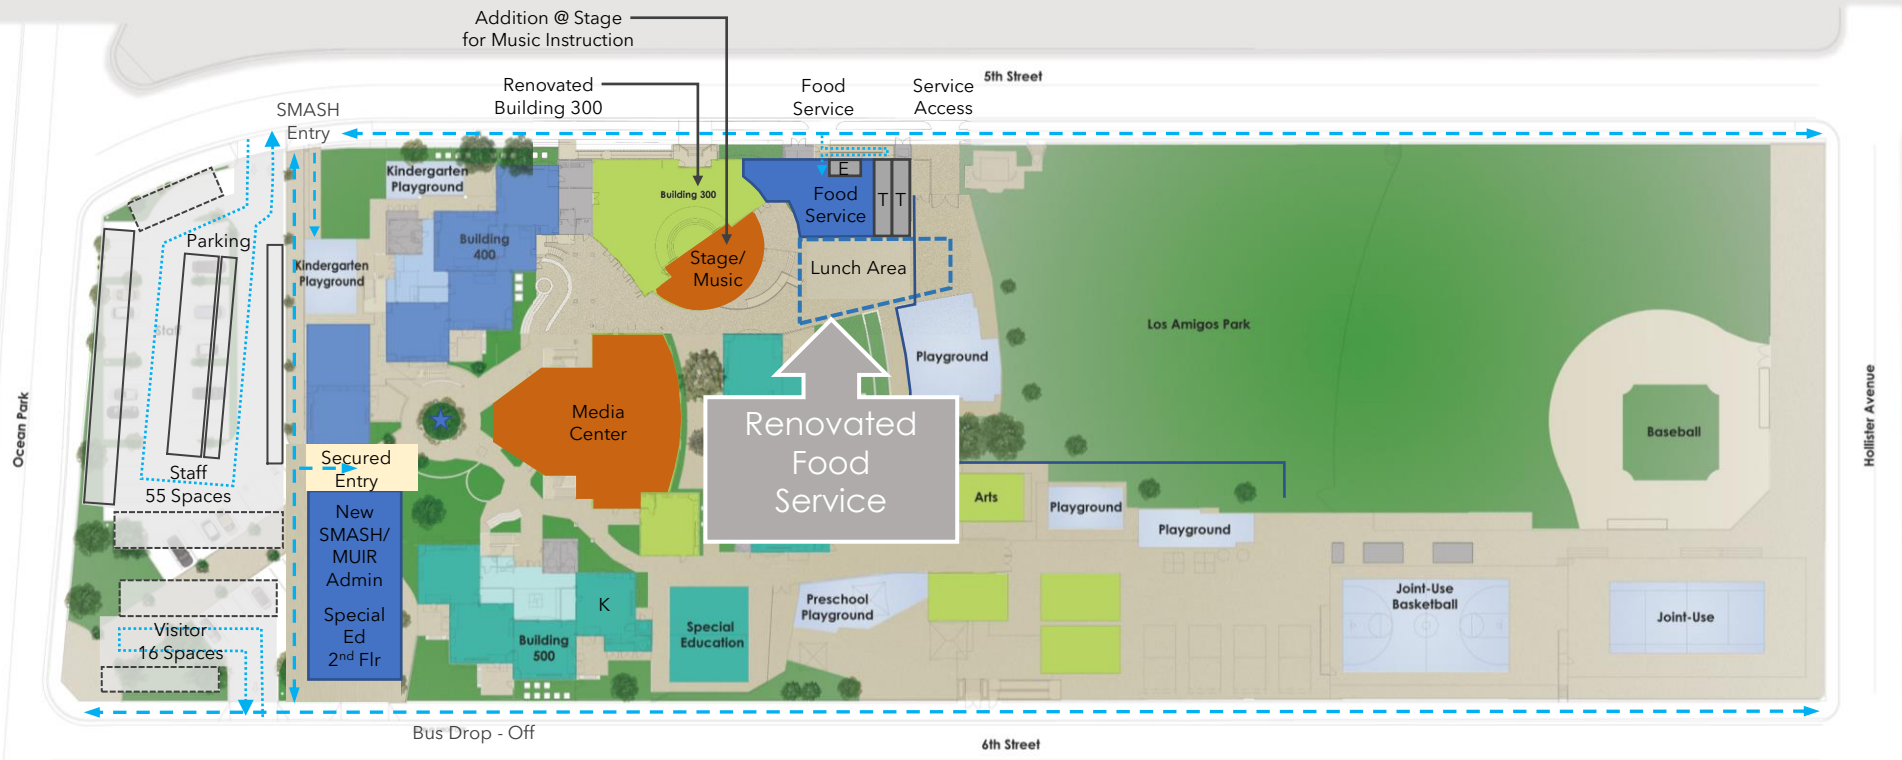 Addition @ Stage
for Music Instruction
5th Street
Renovated
Building 300
Food
Service
Service
Access
SMASH
Entry
Kindergarten
Playground
Building 300
E
Food
Service
T T
Parking
Building
400
Kindergarten
Playground
Stage/
Music
Lunch Area
Staff
Los Amigos Park
Playground
Ocean Park
Hollister Avenue
Media
Center
Renovated
Food
Service
Baseball
Secured
Entry
Staff
55 Spaces
Arts
Playground
Playground
New
SMASH/
MUIR
Admin
Special
Ed
2nd Flr
K
Preschool
Playground
Joint-Use
Basketball
Joint-Use
Visitor
16 Spaces
Building
500
Special
Education
Bus Drop - Off
6th Street